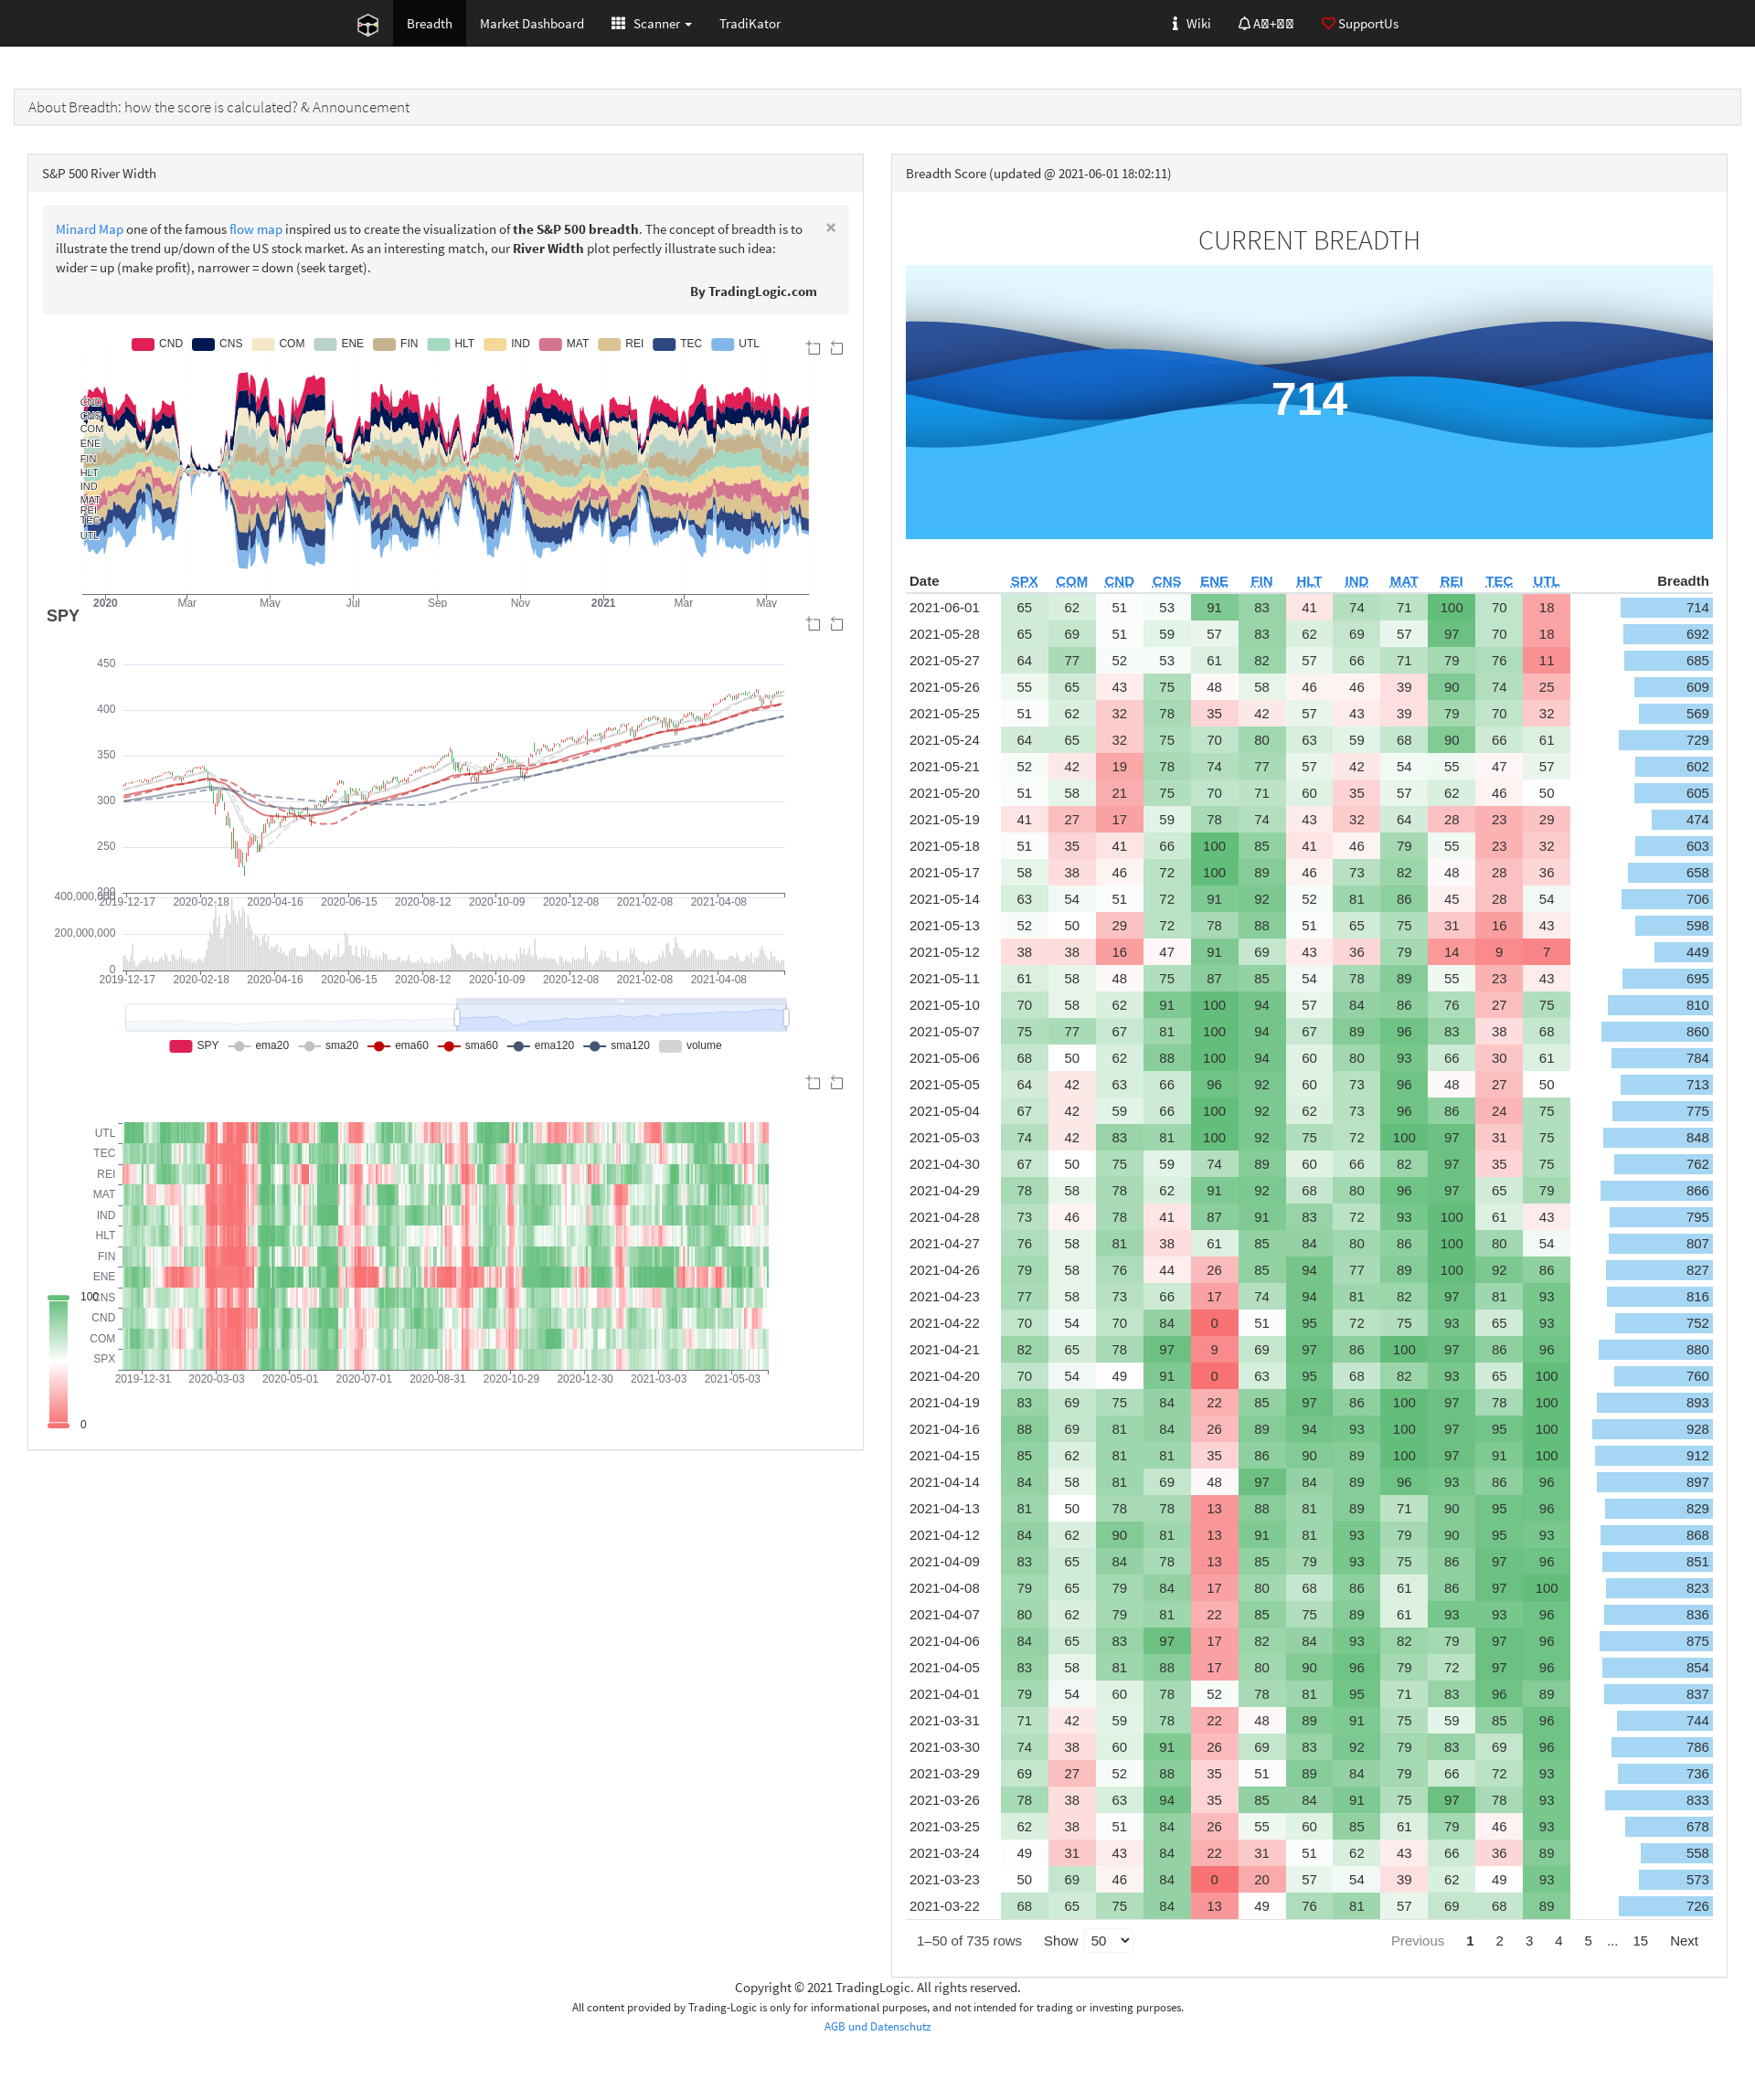 Breadth Market Dashboard Scanner TradiKator Wiki SupportUs
About Breadth: how the score is calculated? & Announcement
S&P 500 River Width
Minard Map one of the famous flow map inspired us to create the visualization of the S&P 500 breadth. The concept of breadth is to
illustrate the trend up/down of the US stock market. As an interesting match, our River Width plot perfectly illustrate such idea:
wider = up (make profit), narrower = down (seek target).
By TradingLogic.com
×
CND CNS COM ENE FIN HLT IND MAT REI TEC UTL
CND
CNS
COM
ENE
FIN
HLT
IND
MAT
REI
TEC
UTL
2020 Mar May Jul Sep Nov 2021 Mar May
SPY
450
400
350
300
250
200
2019-12-17 2020-02-18 2020-04-16 2020-06-15 2020-08-12 2020-10-09 2020-12-08 2021-02-08 2021-04-08
400,000,000
200,000,000
0
2019-12-17 2020-02-18 2020-04-16 2020-06-15 2020-08-12 2020-10-09 2020-12-08 2021-02-08 2021-04-08
SPY ema20 sma20 ema60 sma60 ema120 sma120 volume
UTL
TEC
REI
MAT
IND
HLT
FIN
ENE
CNS
CND
COM
SPX
2019-12-31 2020-03-03 2020-05-01 2020-07-01 2020-08-31 2020-10-29 2020-12-30 2021-03-03 2021-05-03
100
0
Breadth Score (updated @ 2021-06-01 18:02:11)
CURRENT BREADTH
714
Date SPX COM CND CNS ENE FIN HLT IND MAT REI TEC UTL Breadth
2021-06-01 65 62 51 53 91 83 41 74 71 100 70 18 714
2021-05-28 65 69 51 59 57 83 62 69 57 97 70 18 692
2021-05-27 64 77 52 53 61 82 57 66 71 79 76 11 685
2021-05-26 55 65 43 75 48 58 46 46 39 90 74 25 609
2021-05-25 51 62 32 78 35 42 57 43 39 79 70 32 569
2021-05-24 64 65 32 75 70 80 63 59 68 90 66 61 729
2021-05-21 52 42 19 78 74 77 57 42 54 55 47 57 602
2021-05-20 51 58 21 75 70 71 60 35 57 62 46 50 605
2021-05-19 41 27 17 59 78 74 43 32 64 28 23 29 474
2021-05-18 51 35 41 66 100 85 41 46 79 55 23 32 603
2021-05-17 58 38 46 72 100 89 46 73 82 48 28 36 658
2021-05-14 63 54 51 72 91 92 52 81 86 45 28 54 706
2021-05-13 52 50 29 72 78 88 51 65 75 31 16 43 598
2021-05-12 38 38 16 47 91 69 43 36 79 14 9 7 449
2021-05-11 61 58 48 75 87 85 54 78 89 55 23 43 695
2021-05-10 70 58 62 91 100 94 57 84 86 76 27 75 810
2021-05-07 75 77 67 81 100 94 67 89 96 83 38 68 860
2021-05-06 68 50 62 88 100 94 60 80 93 66 30 61 784
2021-05-05 64 42 63 66 96 92 60 73 96 48 27 50 713
2021-05-04 67 42 59 66 100 92 62 73 96 86 24 75 775
2021-05-03 74 42 83 81 100 92 75 72 100 97 31 75 848
2021-04-30 67 50 75 59 74 89 60 66 82 97 35 75 762
2021-04-29 78 58 78 62 91 92 68 80 96 97 65 79 866
2021-04-28 73 46 78 41 87 91 83 72 93 100 61 43 795
2021-04-27 76 58 81 38 61 85 84 80 86 100 80 54 807
2021-04-26 79 58 76 44 26 85 94 77 89 100 92 86 827
2021-04-23 77 58 73 66 17 74 94 81 82 97 81 93 816
2021-04-22 70 54 70 84 0 51 95 72 75 93 65 93 752
2021-04-21 82 65 78 97 9 69 97 86 100 97 86 96 880
2021-04-20 70 54 49 91 0 63 95 68 82 93 65 100 760
2021-04-19 83 69 75 84 22 85 97 86 100 97 78 100 893
2021-04-16 88 69 81 84 26 89 94 93 100 97 95 100 928
2021-04-15 85 62 81 81 35 86 90 89 100 97 91 100 912
2021-04-14 84 58 81 69 48 97 84 89 96 93 86 96 897
2021-04-13 81 50 78 78 13 88 81 89 71 90 95 96 829
2021-04-12 84 62 90 81 13 91 81 93 79 90 95 93 868
2021-04-09 83 65 84 78 13 85 79 93 75 86 97 96 851
2021-04-08 79 65 79 84 17 80 68 86 61 86 97 100 823
2021-04-07 80 62 79 81 22 85 75 89 61 93 93 96 836
2021-04-06 84 65 83 97 17 82 84 93 82 79 97 96 875
2021-04-05 83 58 81 88 17 80 90 96 79 72 97 96 854
2021-04-01 79 54 60 78 52 78 81 95 71 83 96 89 837
2021-03-31 71 42 59 78 22 48 89 91 75 59 85 96 744
2021-03-30 74 38 60 91 26 69 83 92 79 83 69 96 786
2021-03-29 69 27 52 88 35 51 89 84 79 66 72 93 736
2021-03-26 78 38 63 94 35 85 84 91 75 97 78 93 833
2021-03-25 62 38 51 84 26 55 60 85 61 79 46 93 678
2021-03-24 49 31 43 84 22 31 51 62 43 66 36 89 558
2021-03-23 50 69 46 84 0 20 57 54 39 62 49 93 573
2021-03-22 68 65 75 84 13 49 76 81 57 69 68 89 726
1–50 of 735 rows Show 50 Previous 1 2 3 4 5 ... 15 Next
Copyright © 2021 TradingLogic. All rights reserved.
All content provided by Trading-Logic is only for informational purposes, and not intended for trading or investing purposes.
AGB und Datenschutz